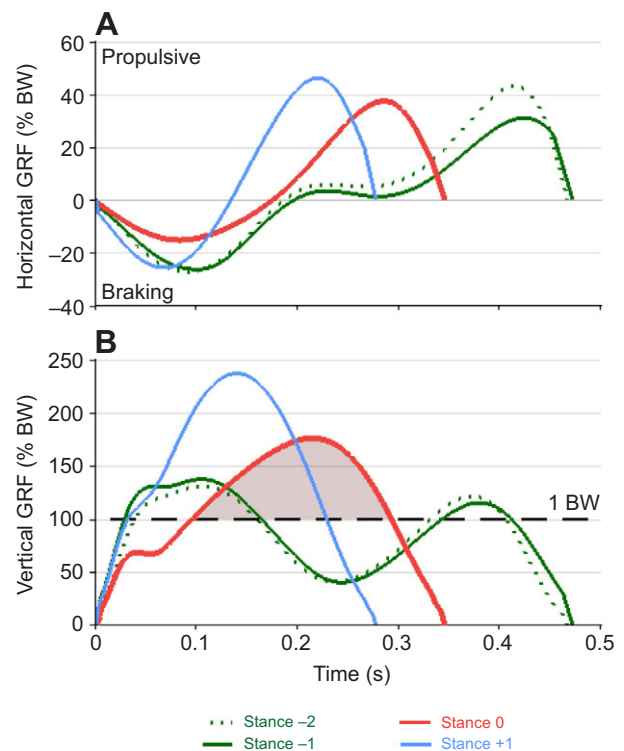 A
Horizontal GRF (% BW)
60
40
20
0
–20
–40
Propulsive
Braking
B
Vertical GRF (% BW)
250
200
150
100
50
0
1 BW
0 0.1 0.2 0.3 0.4 0.5
Time (s)
Stance –2 Stance 0
Stance –1 Stance +1